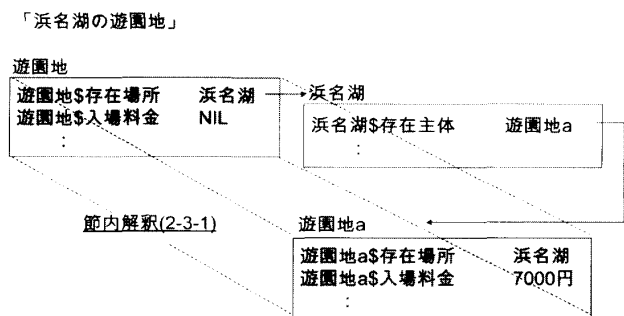 「浜名湖の遊園地」
遊園地
遊園地$存在場所 浜名湖
遊園地$入場料金 NIL
:
浜名湖
浜名湖$存在主体 遊園地a
:
節内解釈(2-3-1)
遊園地a
遊園地a$存在場所 浜名湖
遊園地a$入場料金 7000円
: